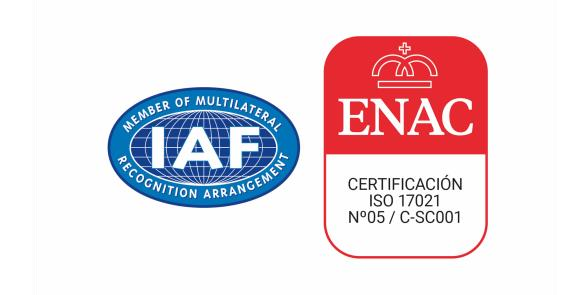 MEMBER OF MULTILATERAL
IAF
RECOGNITION ARRANGEMENT
ENAC
CERTIFICACIÓN
ISO 17021
Nº05 / C-SC001